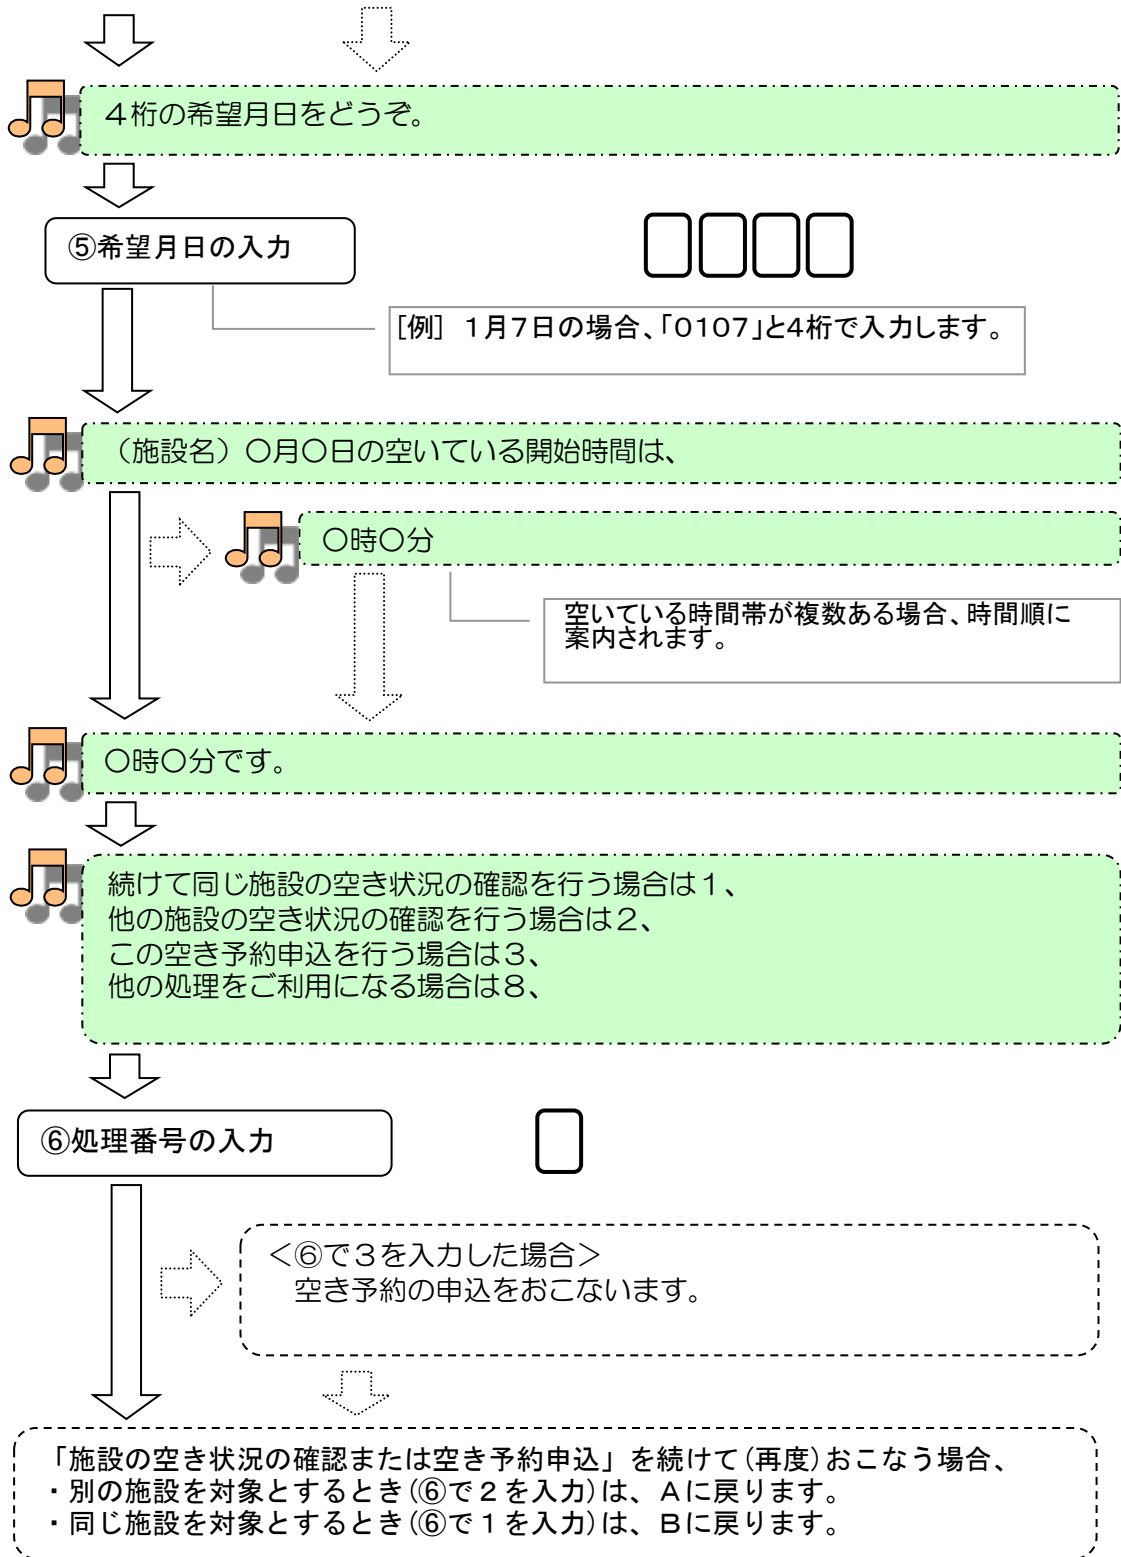 ４桁の希望月日をどうぞ。
⑤希望月日の入力
［例］ １月７日の場合、「０１０７」と４桁で入力します。
（施設名）〇月〇日の空いている開始時間は、
〇時〇分
空いている時間帯が複数ある場合、時間順に
案内されます。
〇時〇分です。
続けて同じ施設の空き状況の確認を行う場合は１、
他の施設の空き状況の確認を行う場合は２、
この空き予約申込を行う場合は３、
他の処理をご利用になる場合は８、
⑥処理番号の入力
＜⑥で３を入力した場合＞
空き予約の申込をおこないます。
「施設の空き状況の確認または空き予約申込」を続けて(再度)おこなう場合、
・別の施設を対象とするとき(⑥で２を入力)は、Ａに戻ります。
・同じ施設を対象とするとき(⑥で１を入力)は、Ｂに戻ります。